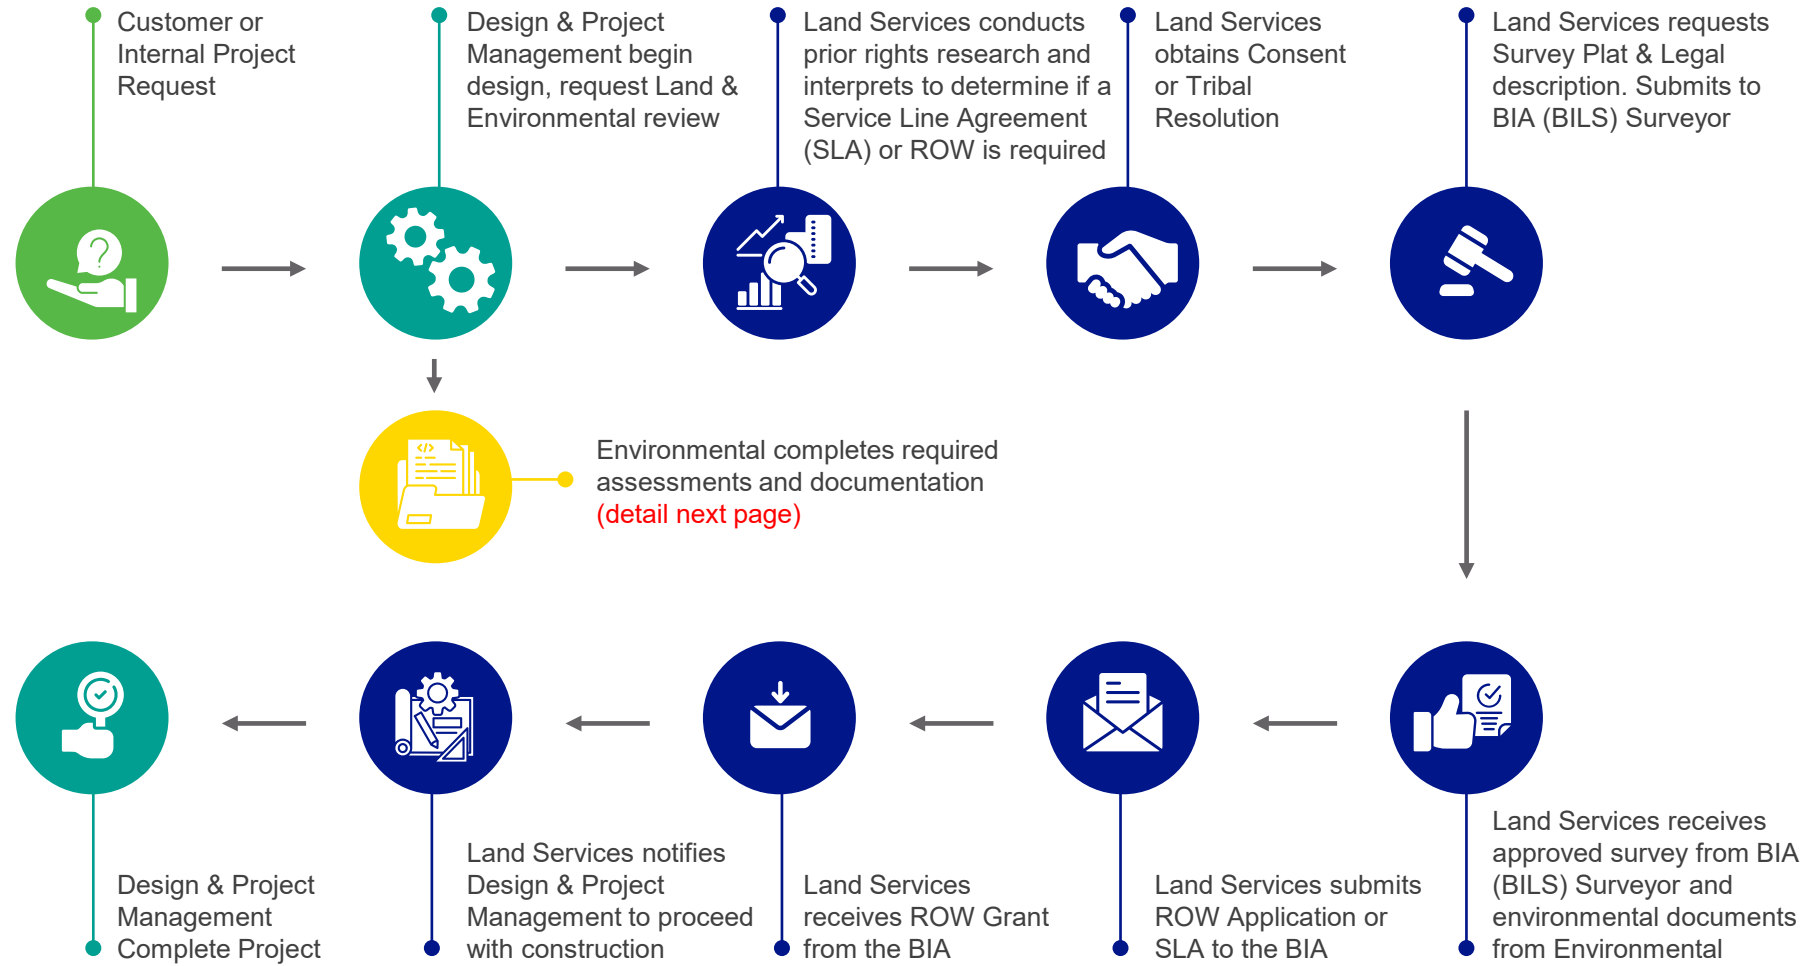 Customer or
Internal Project
Request
Design & Project
Management begin
design, request Land &
Environmental review
Land Services conducts
prior rights research and
interprets to determine if a
Service Line Agreement
(SLA) or ROW is required
Land Services
obtains Consent
or Tribal
Resolution
Land Services requests
Survey Plat & Legal
description. Submits to
BIA (BILS) Surveyor
?
</>
Environmental completes required
assessments and documentation
(detail next page)
Design & Project
Management
Complete Project
Land Services notifies
Design & Project
Management to proceed
with construction
Land Services
receives ROW Grant
from the BIA
Land Services submits
ROW Application or
SLA to the BIA
Land Services receives
approved survey from BIA
(BILS) Surveyor and
environmental documents
from Environmental